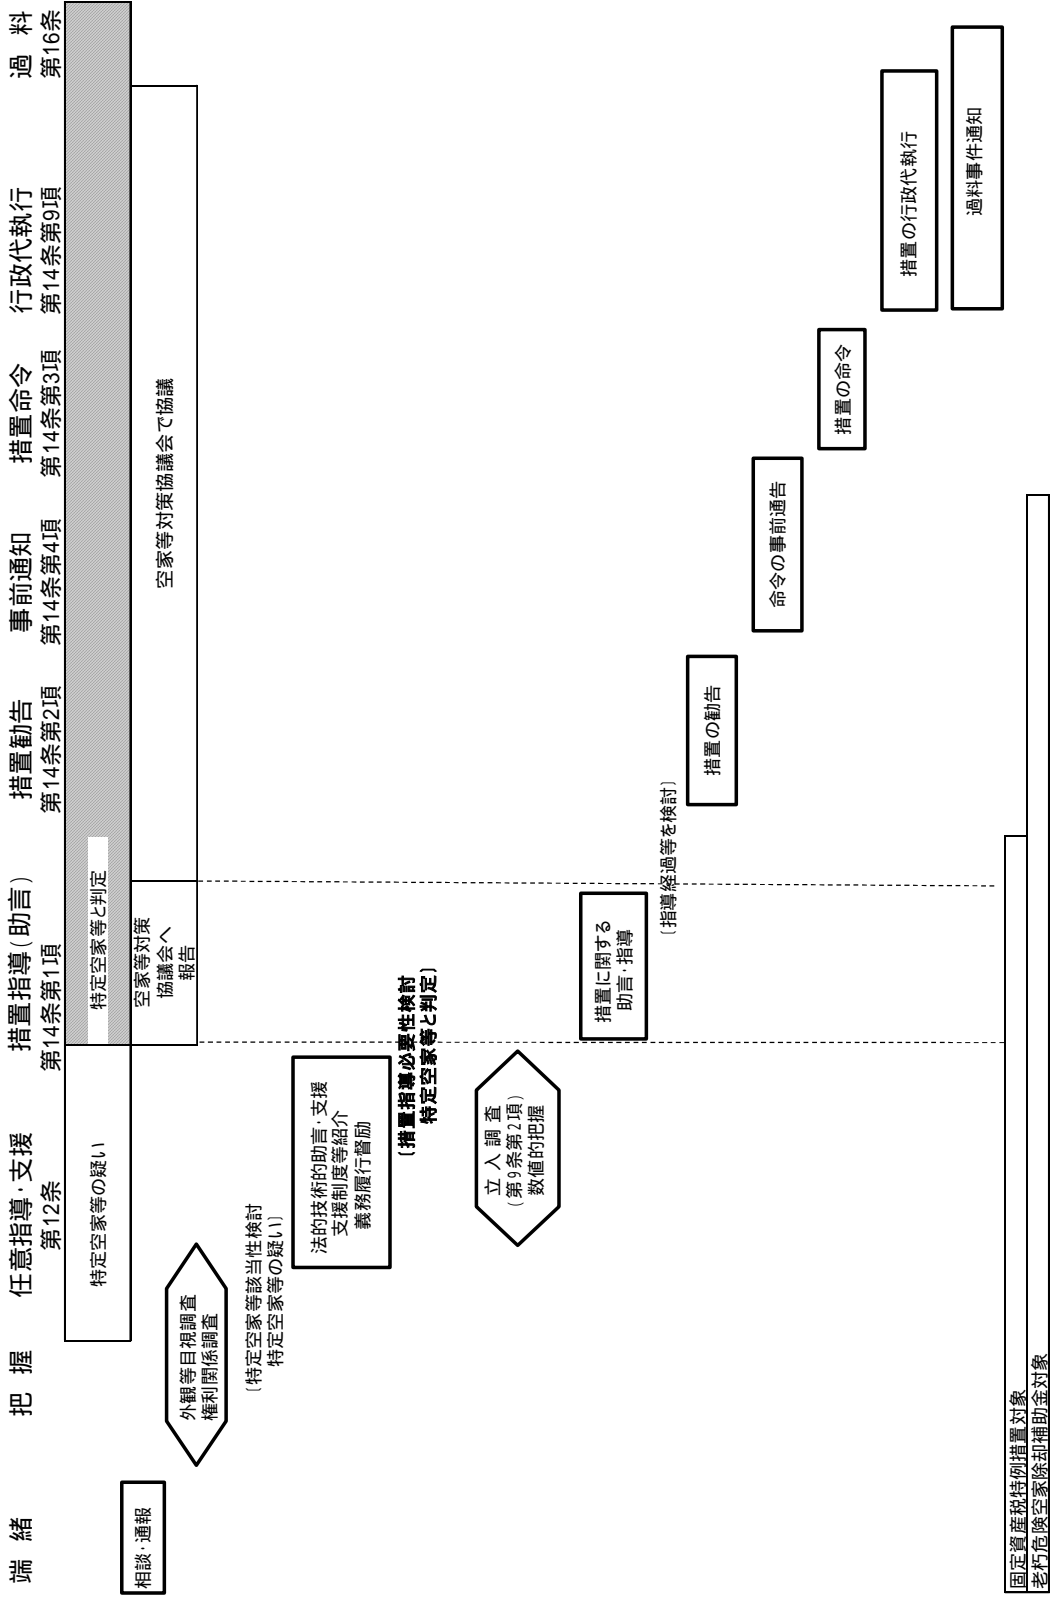 端 緒
把 握
任意指導・支援
第12条
措置指導(助言)
第14条第1項
措置勧告
第14条第2項
事前通知
第14条第4項
措置命令
第14条第3項
行政代執行
第14条第9項
過 料
第16条
特定空家等の疑い
特定空家等と判定
空家等対策
協議会へ
報告
空家等対策協議会で協議
相談・通報
外観等目視調査
権利関係調査
〔特定空家等該当性検討
特定空家等の疑い〕
法的技術的助言・支援
支援制度等紹介
義務履行督励
〔措置指導必要性検討
特定空家等と判定〕
立 入 調 査
(第9条第2項)
数値的把握
措置に関する
助言・指導
〔指導経過等を検討〕
措置の勧告
命令の事前通告
措置の命令
措置の行政代執行
過料事件通知
固定資産税特例措置対象
老朽危険空家除却補助金対象